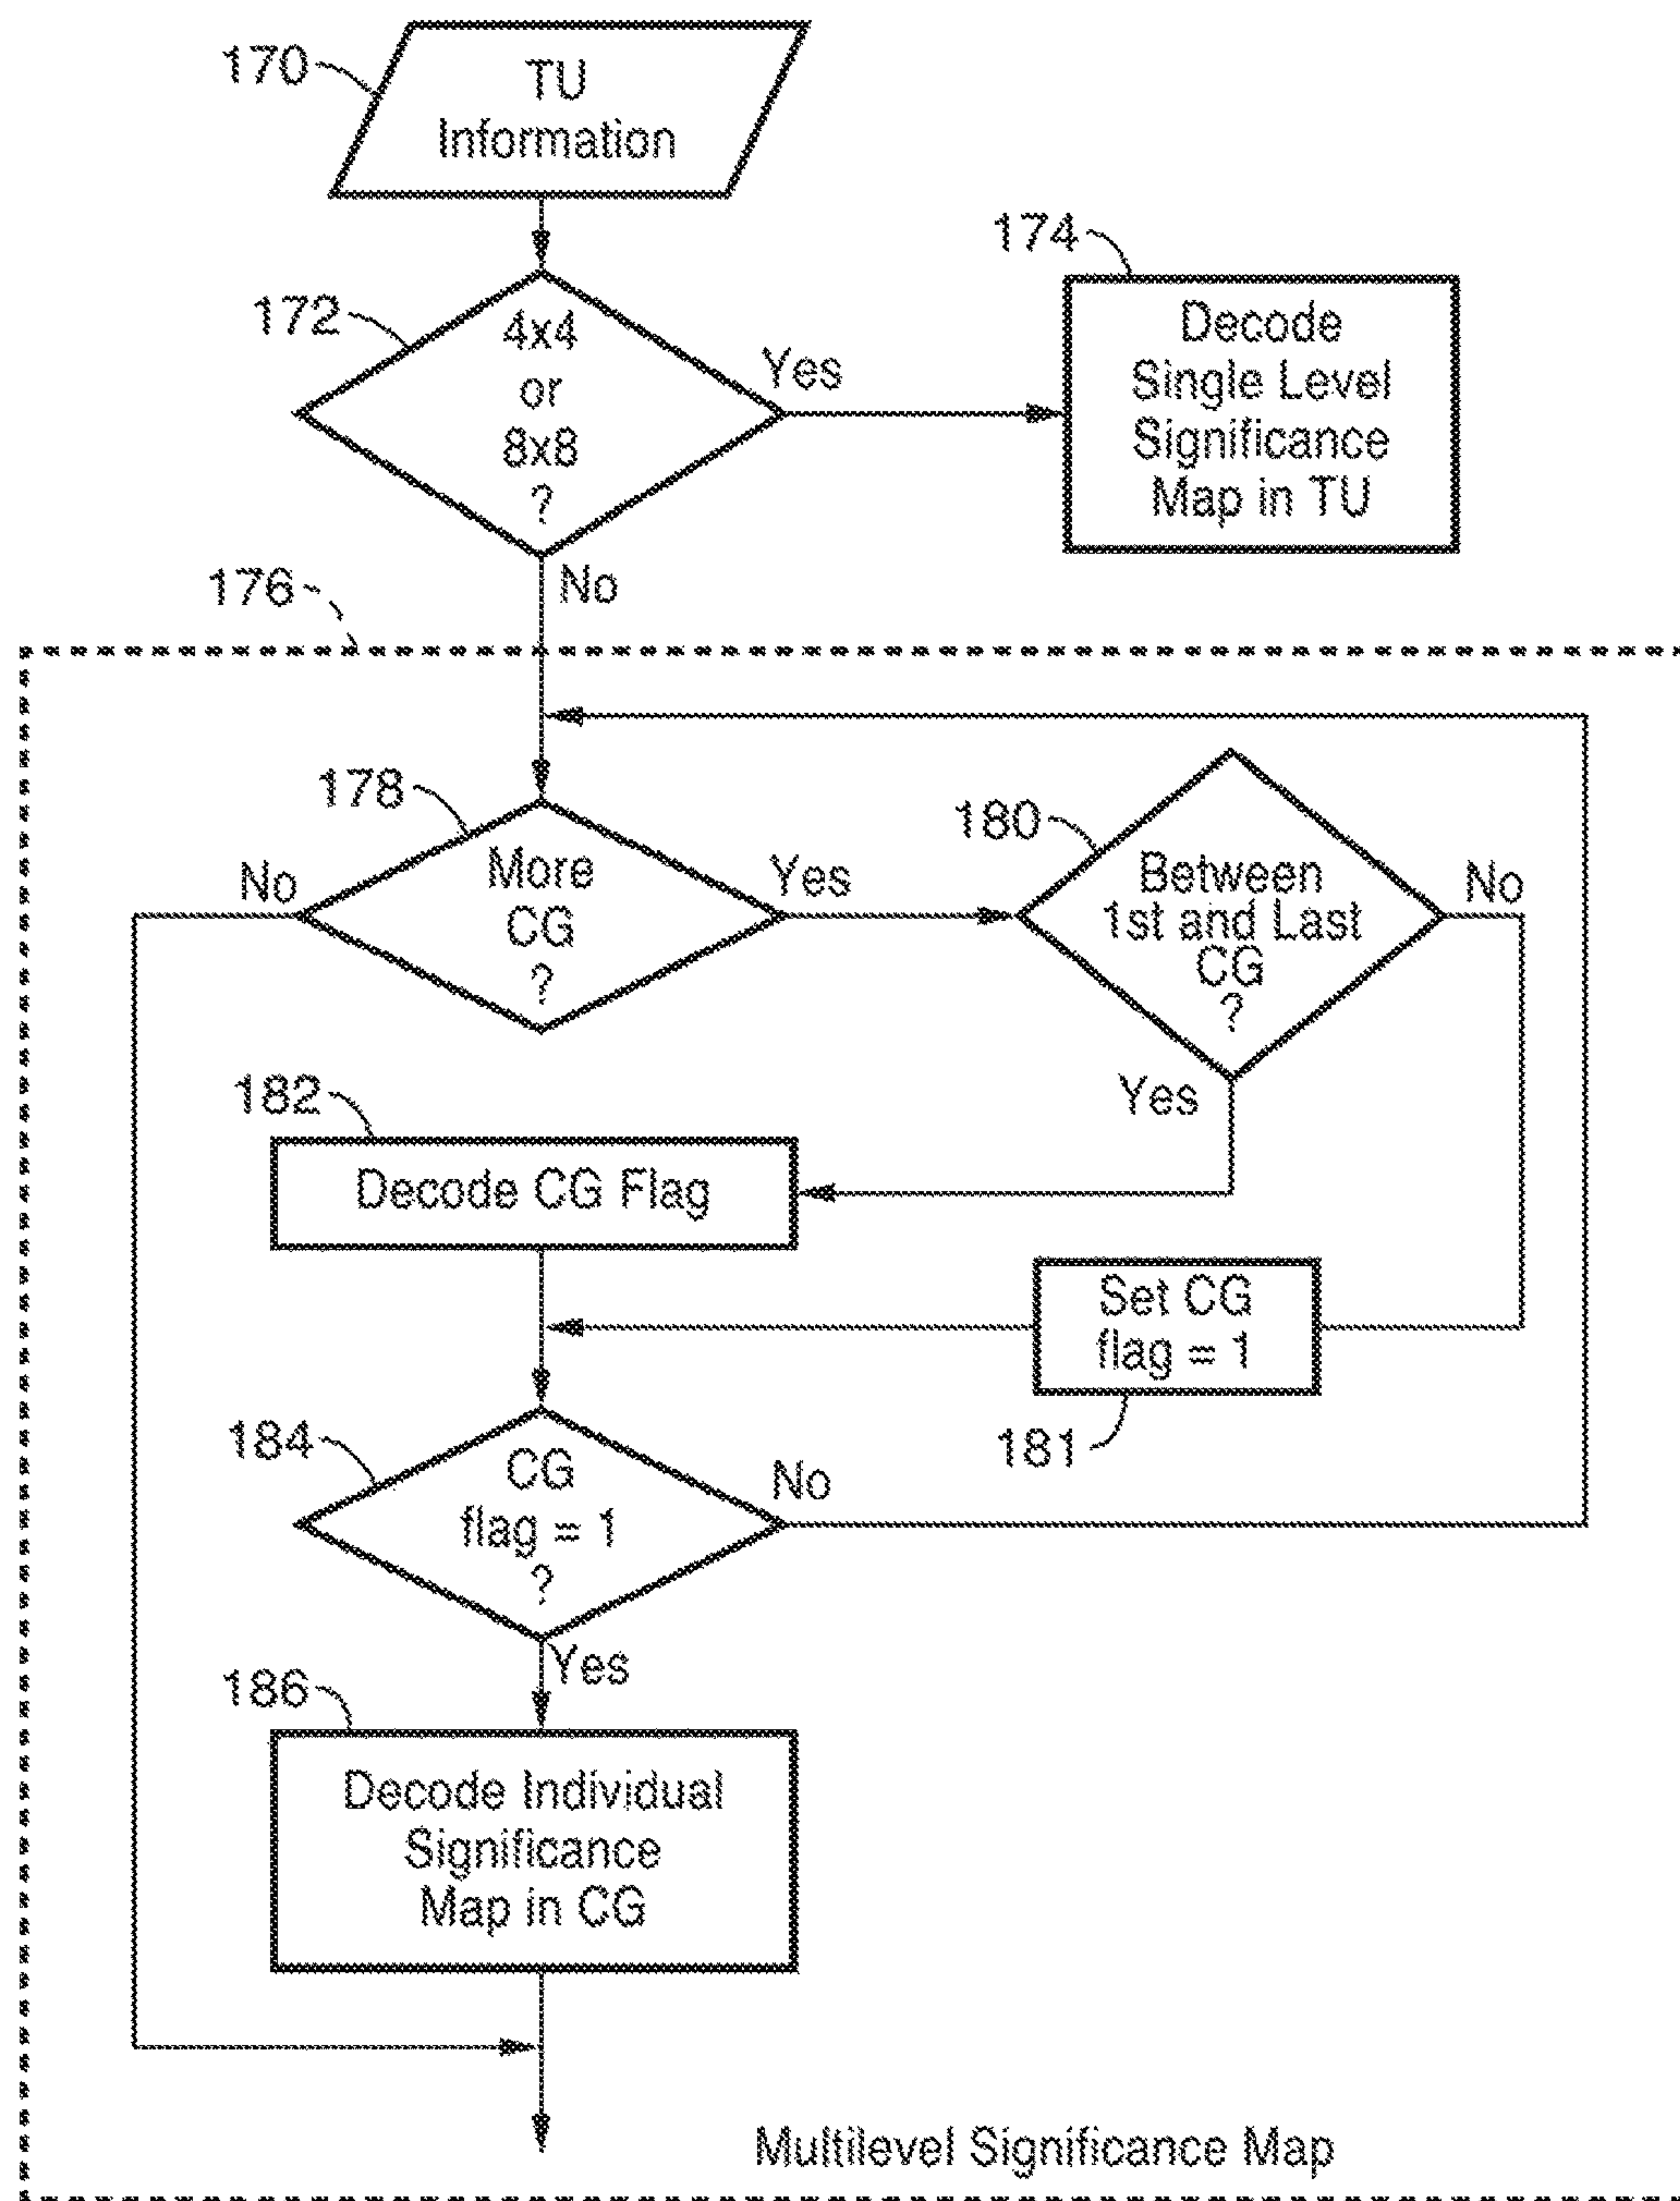 170
TU
Information
172
4x4
or
8x8
?
Yes
174
Decode
Single Level
Significance
Map in TU
No
176
178
More
CG
?
No
Yes
180
Between
1st and Last
CG
?
No
Yes
182
Decode CG Flag
Set CG
flag = 1
181
184
CG
flag = 1
?
No
Yes
186
Decode Individual
Significance
Map in CG
Multilevel Significance Map